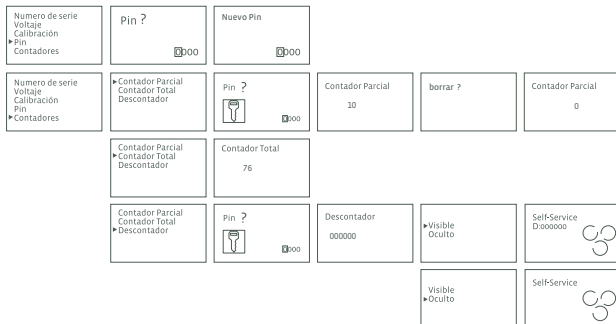 Numero de serie
Voltaje
Calibración
▸Pin
Contadores
Pin ?
0000
Nuevo Pin
0000
Numero de serie
Voltaje
Calibración
Pin
▸Contadores
▸Contador Parcial
Contador Total
Descontador
Pin ?
0000
Contador Parcial
10
borrar ?
Contador Parcial
0
Contador Parcial
▸Contador Total
Descontador
Contador Total
76
Contador Parcial
Contador Total
▸Descontador
Pin ?
0000
Descontador
000000
▸Visible
Oculto
Self-Service
D:000000
Visible
▸Oculto
Self-Service